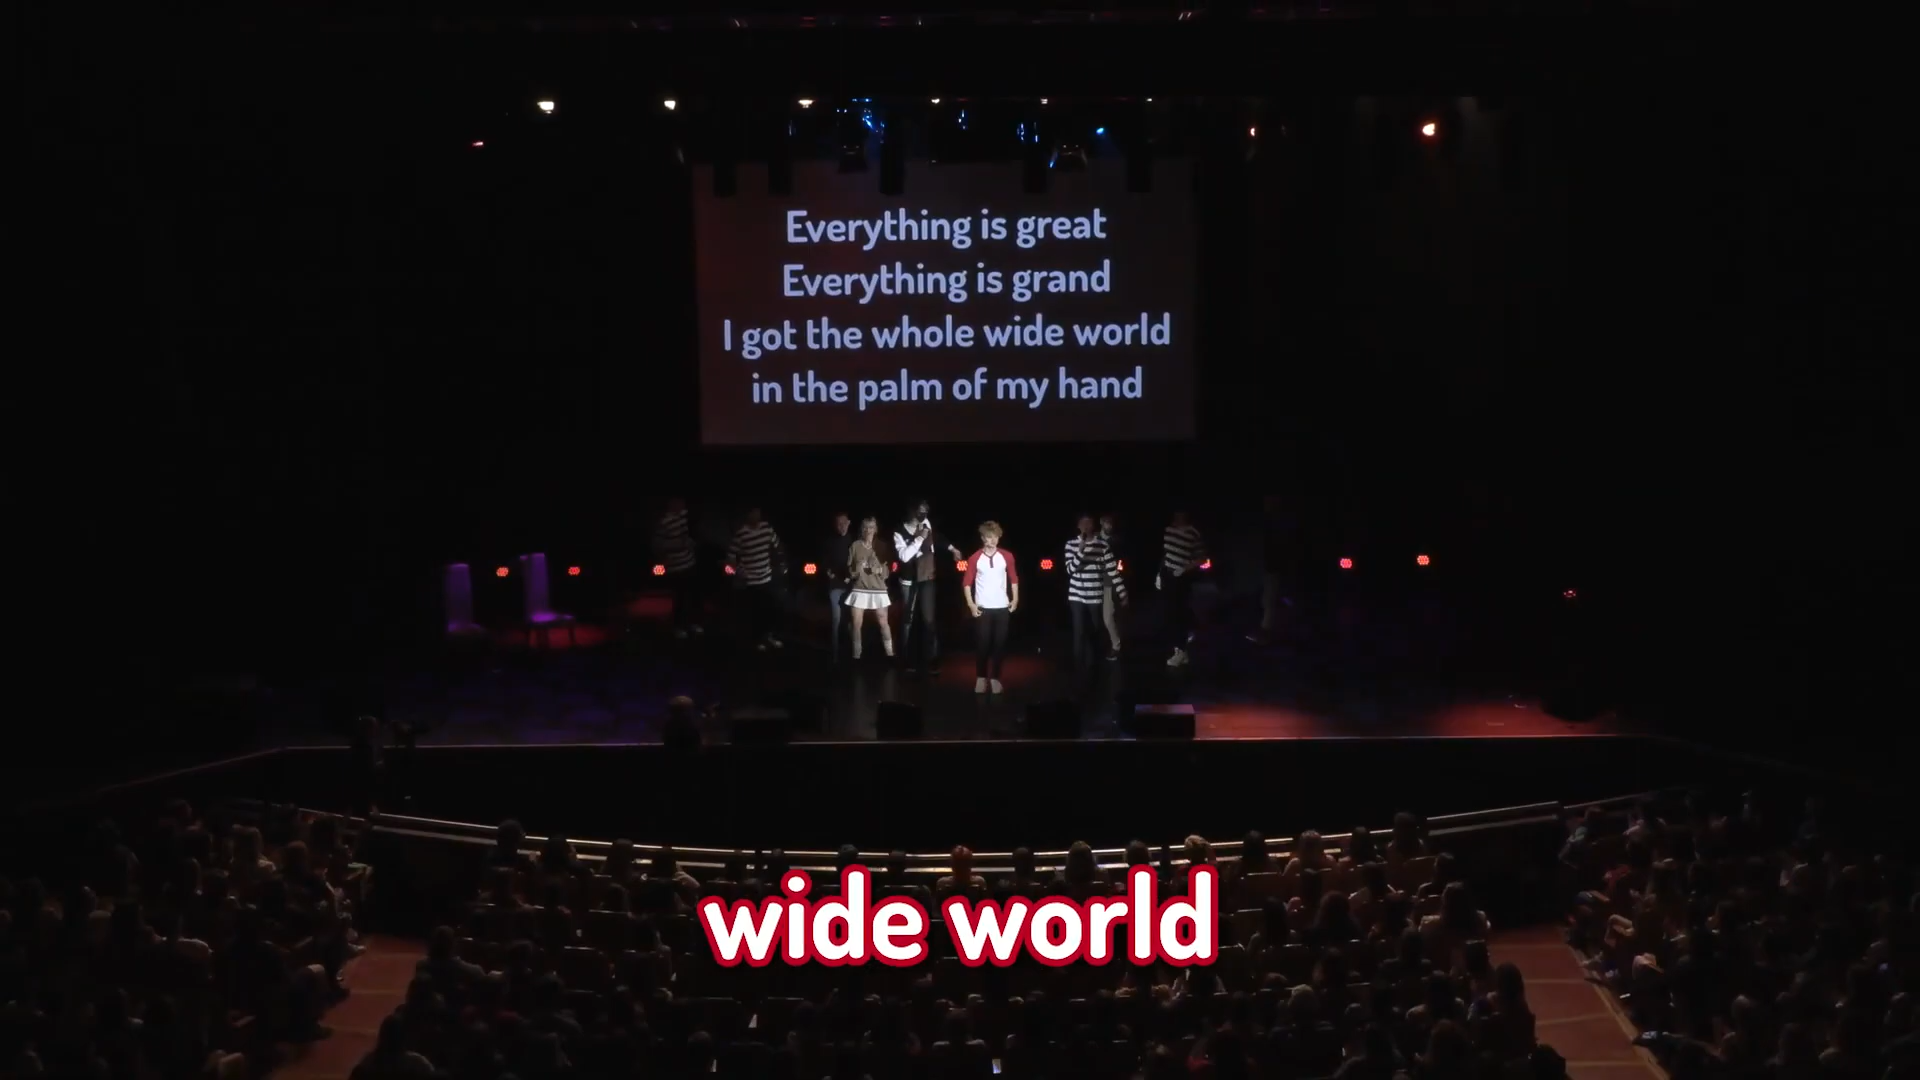 Everything is great
Everything is grand
I got the whole wide world
in the palm of my hand
wide world